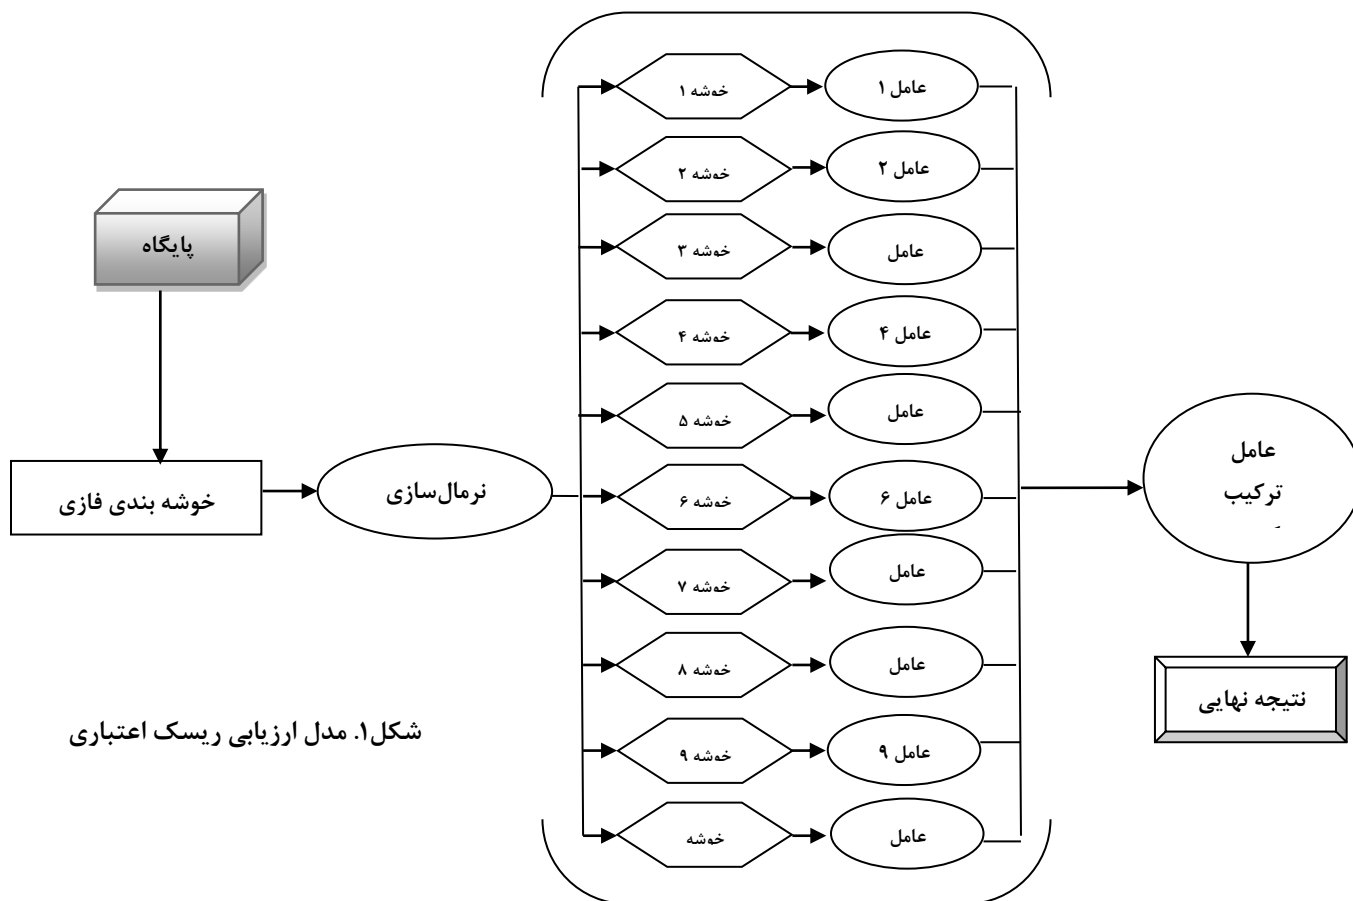 خوشه ۱
عامل ۱
خوشه ۲
عامل ۲
خوشه ۳
عامل
خوشه ۴
عامل ۴
خوشه ۵
عامل
خوشه ۶
عامل ۶
خوشه ۷
عامل
خوشه ۸
عامل
خوشه ۹
عامل ۹
خوشه
عامل
پایگاه
خوشه بندی فازی
نرمال‌سازی
عامل
ترکیب
نتیجه نهایی
شکل۱. مدل ارزیابی ریسک اعتباری